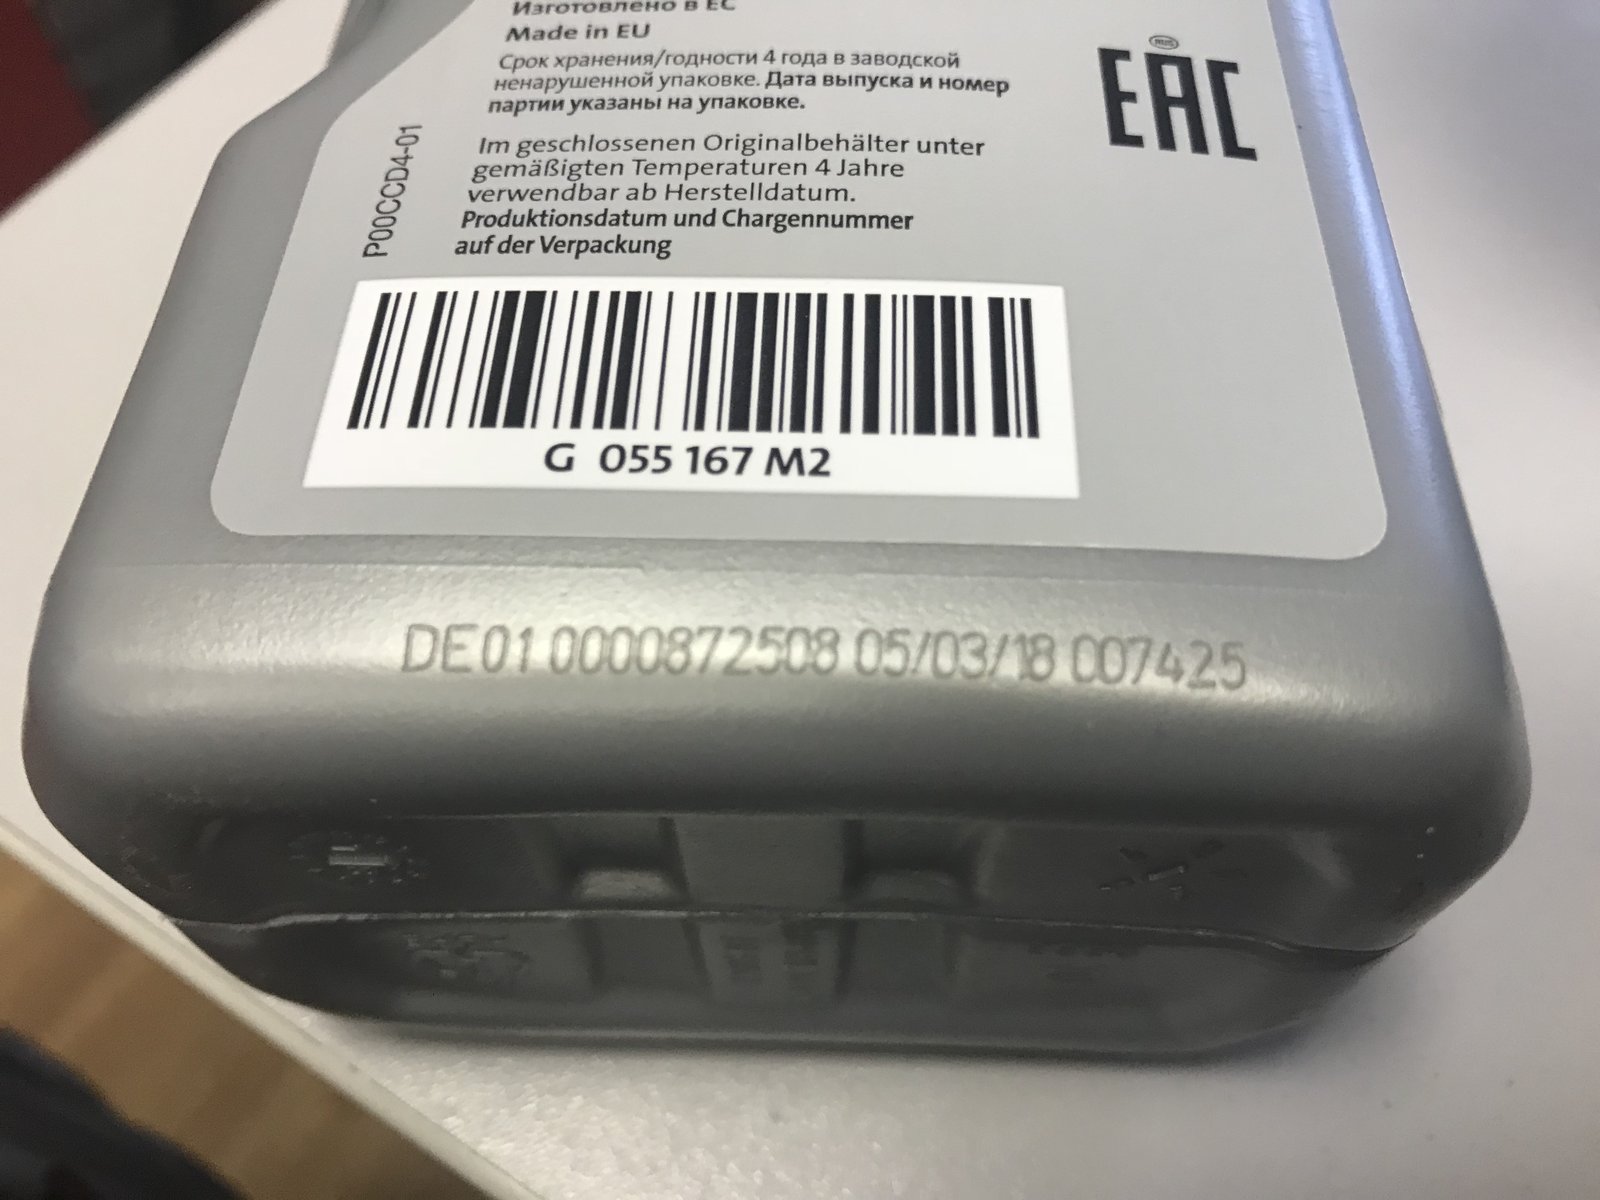 Изготовлено в ЕС
Made in EU
Срок хранения/годности 4 года в заводской
ненарушенной упаковке. Дата выпуска и номер
партии указаны на упаковке.
RUS
EAC
P00CCD4-01
Im geschlossenen Originalbehälter unter
gemäßigten Temperaturen 4 Jahre
verwendbar ab Herstelldatum.
Produktionsdatum und Chargennummer
auf der Verpackung
G 055 167 M2
DE01 0000872508 05/03/18 007425